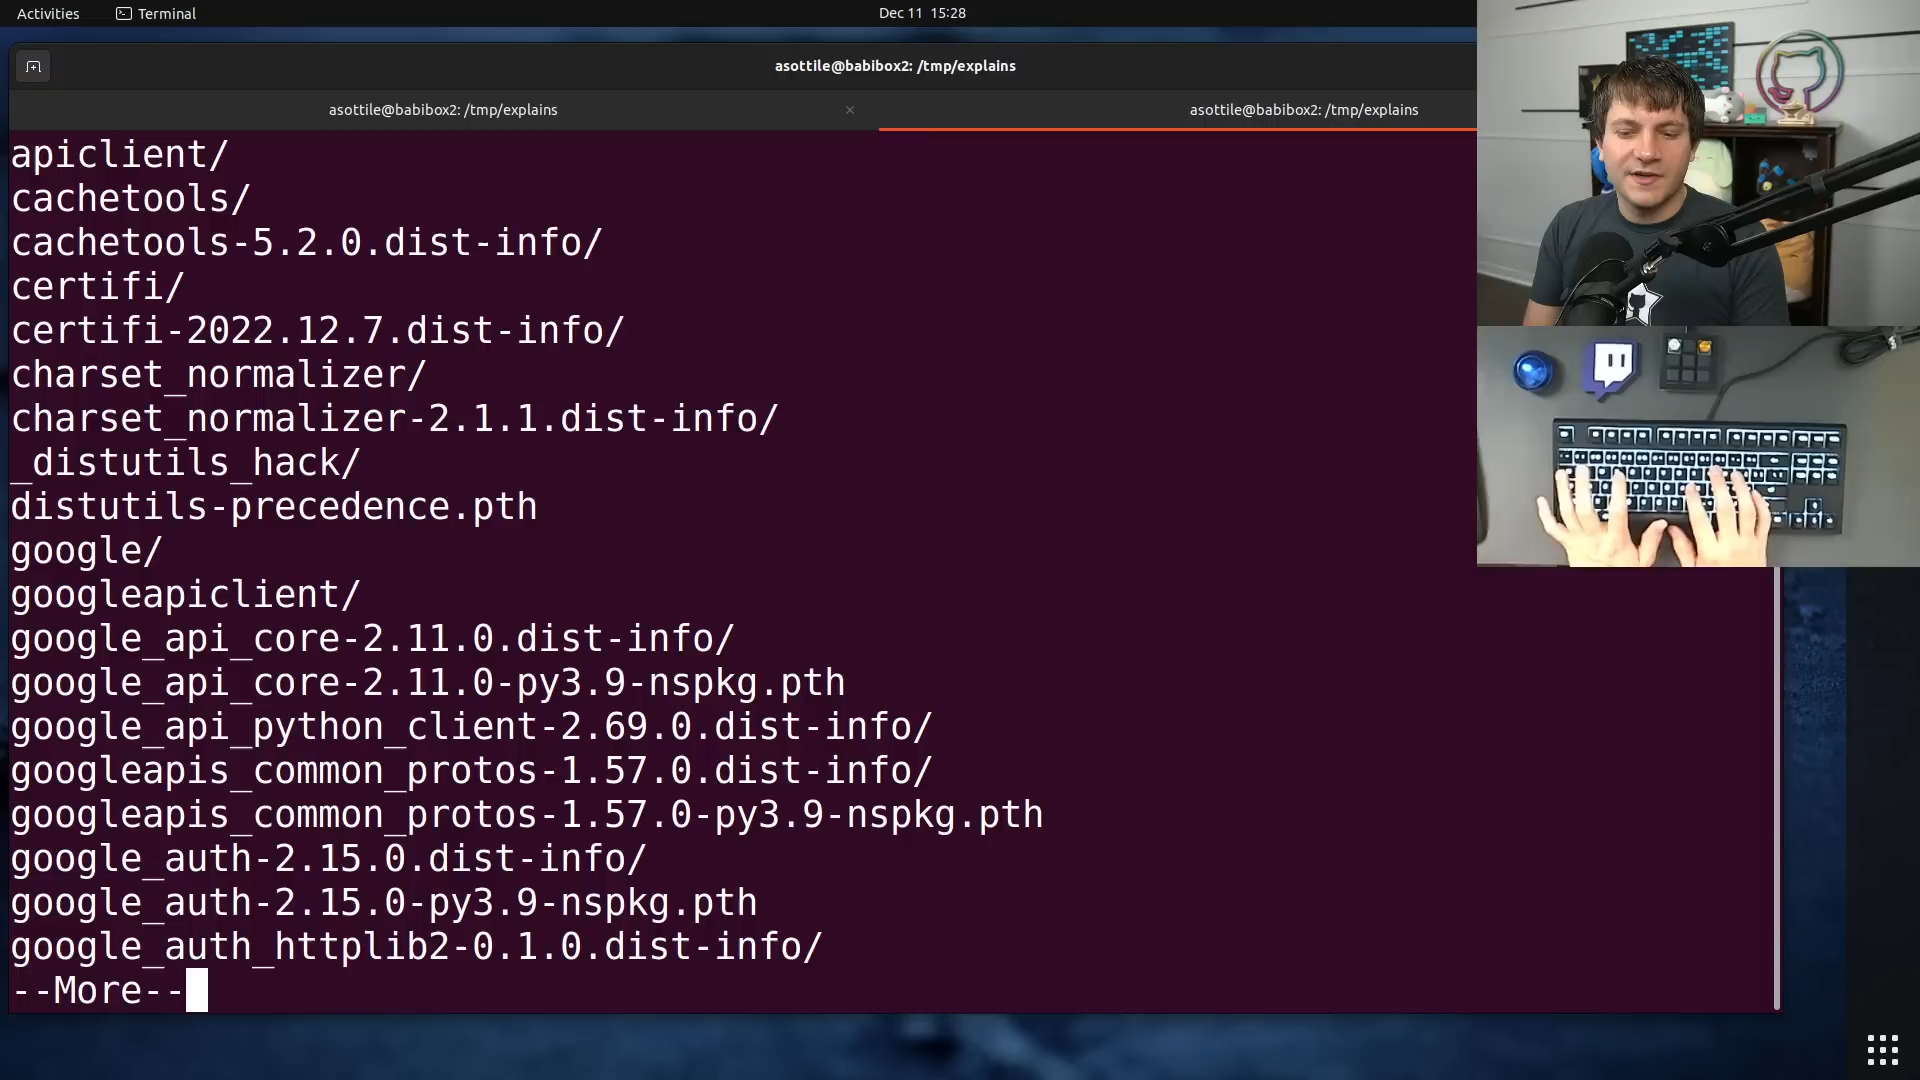 Activities
Terminal
Dec 11 15:28
asottile@babibox2: /tmp/explains
asottile@babibox2: /tmp/explains
×
asottile@babibox2: /tmp/explains
apiclient/
cachetools/
cachetools-5.2.0.dist-info/
certifi/
certifi-2022.12.7.dist-info/
charset_normalizer/
charset_normalizer-2.1.1.dist-info/
_distutils_hack/
distutils-precedence.pth
google/
googleapiclient/
google_api_core-2.11.0.dist-info/
google_api_core-2.11.0-py3.9-nspkg.pth
google_api_python_client-2.69.0.dist-info/
googleapis_common_protos-1.57.0.dist-info/
googleapis_common_protos-1.57.0-py3.9-nspkg.pth
google_auth-2.15.0.dist-info/
google_auth-2.15.0-py3.9-nspkg.pth
google_auth_httplib2-0.1.0.dist-info/
--More--